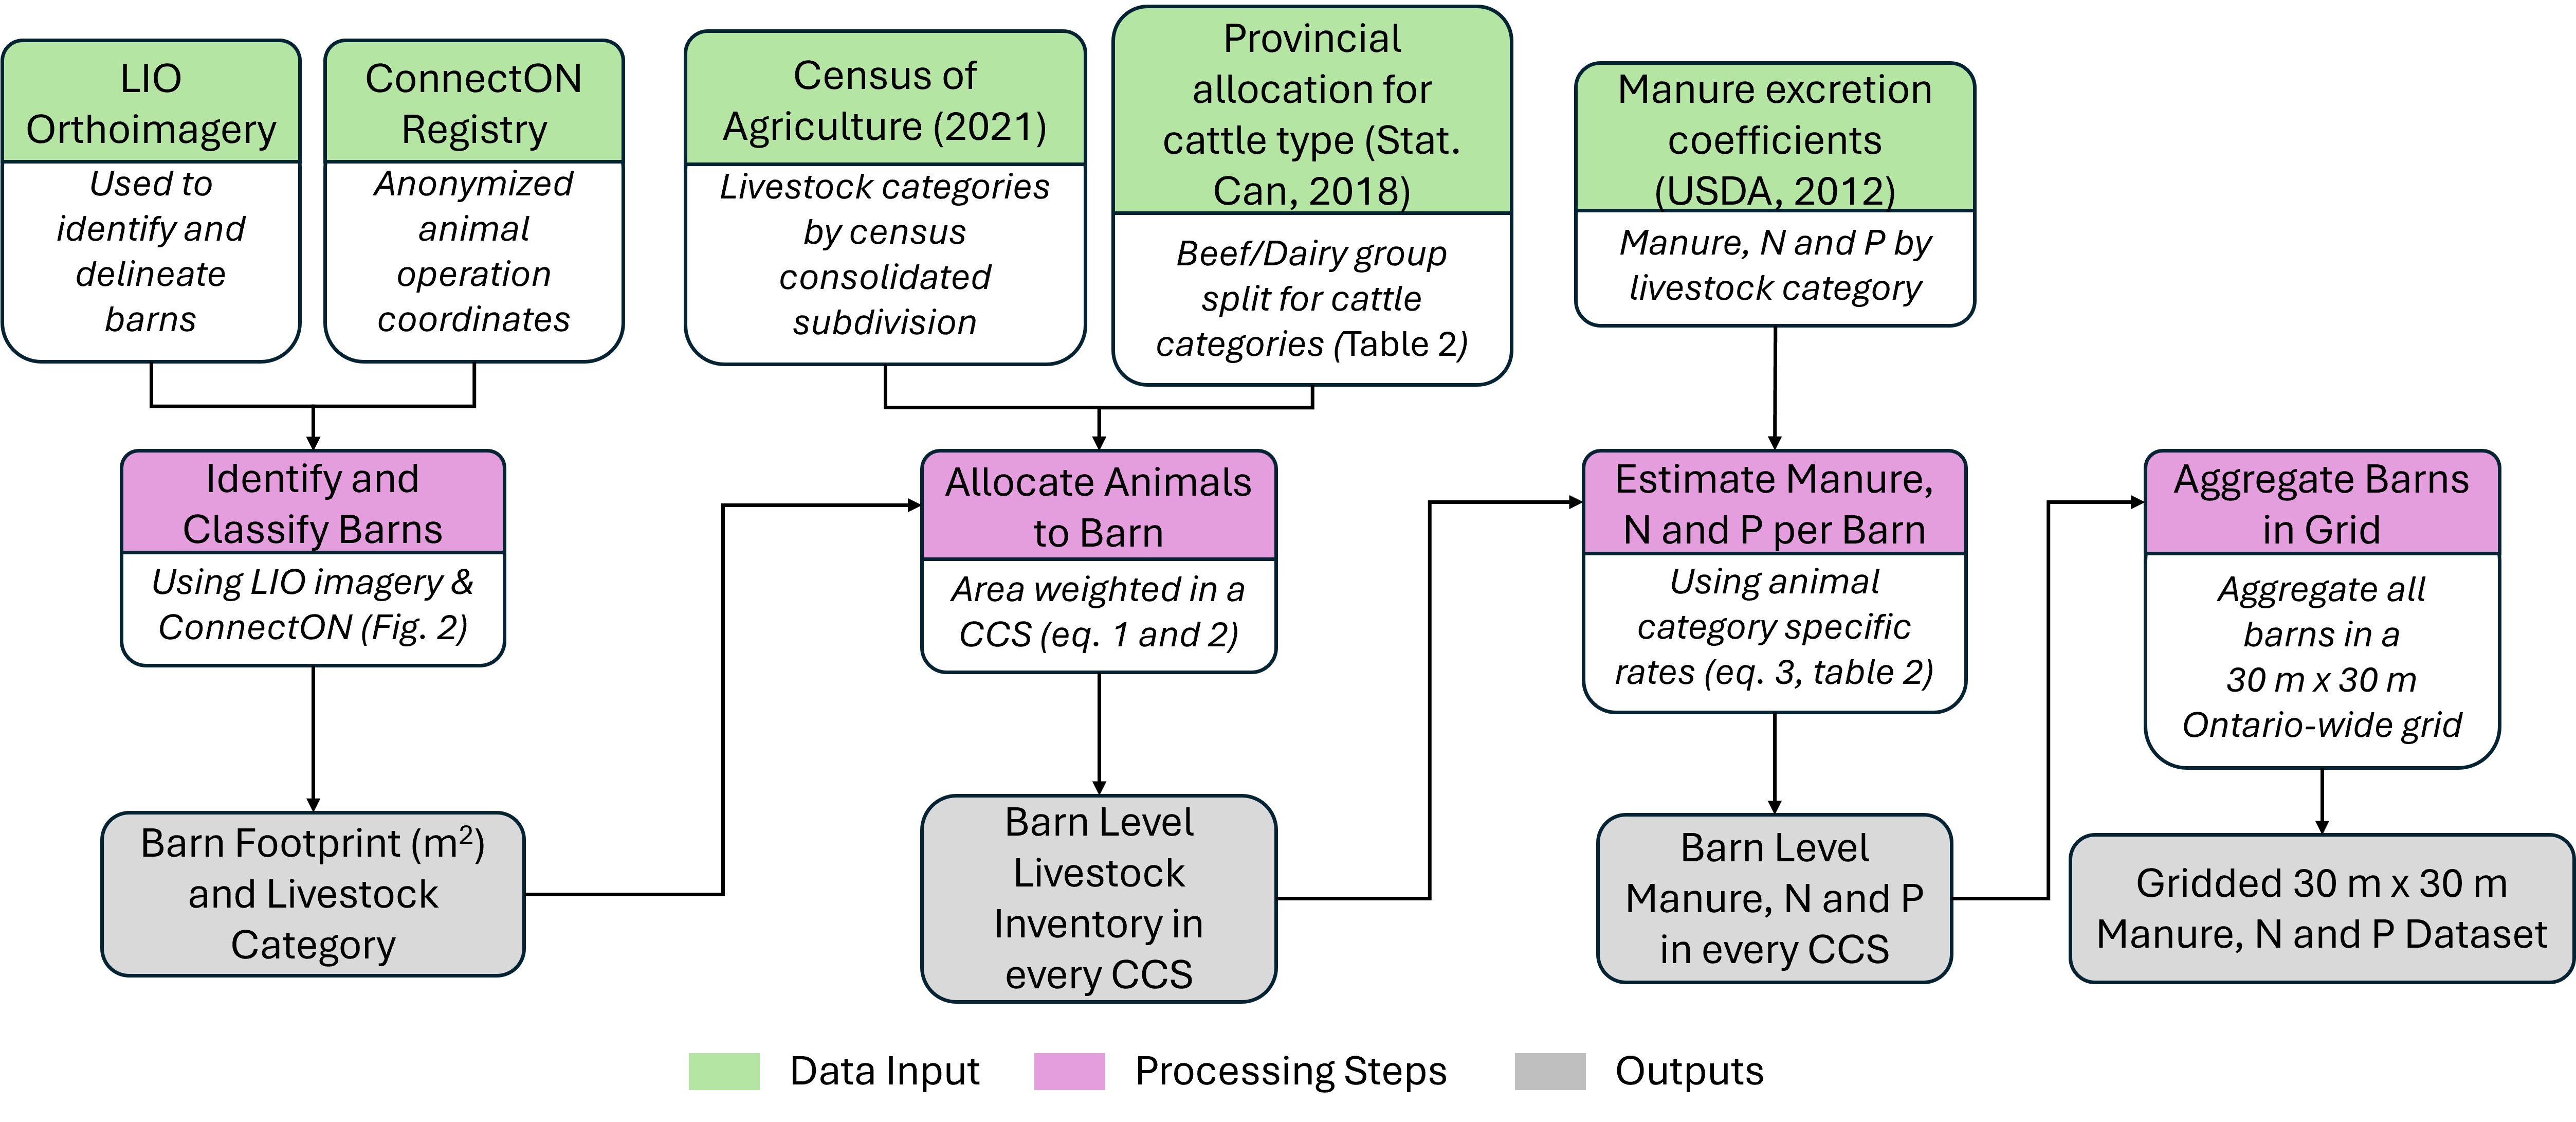 LIO
Orthoimagery
Used to
identify and
delineate
barns
ConnectON
Registry
Anonymized
animal
operation
coordinates
Census of
Agriculture (2021)
Livestock categories
by census
consolidated
subdivision
Provincial
allocation for
cattle type (Stat.
Can, 2018)
Beef/Dairy group
split for cattle
categories (Table 2)
Manure excretion
coefficients
(USDA, 2012)
Manure, N and P by
livestock category
Identify and
Classify Barns
Using LIO imagery &
ConnectON (Fig. 2)
Allocate Animals
to Barn
Area weighted in a
CCS (eq. 1 and 2)
Estimate Manure,
N and P per Barn
Using animal
category specific
rates (eq. 3, table 2)
Aggregate Barns
in Grid
Aggregate all
barns in a
30 m x 30 m
Ontario-wide grid
Barn Footprint (m²)
and Livestock
Category
Barn Level
Livestock
Inventory in
every CCS
Barn Level
Manure, N and P
in every CCS
Gridded 30 m x 30 m
Manure, N and P Dataset
Data Input
Processing Steps
Outputs